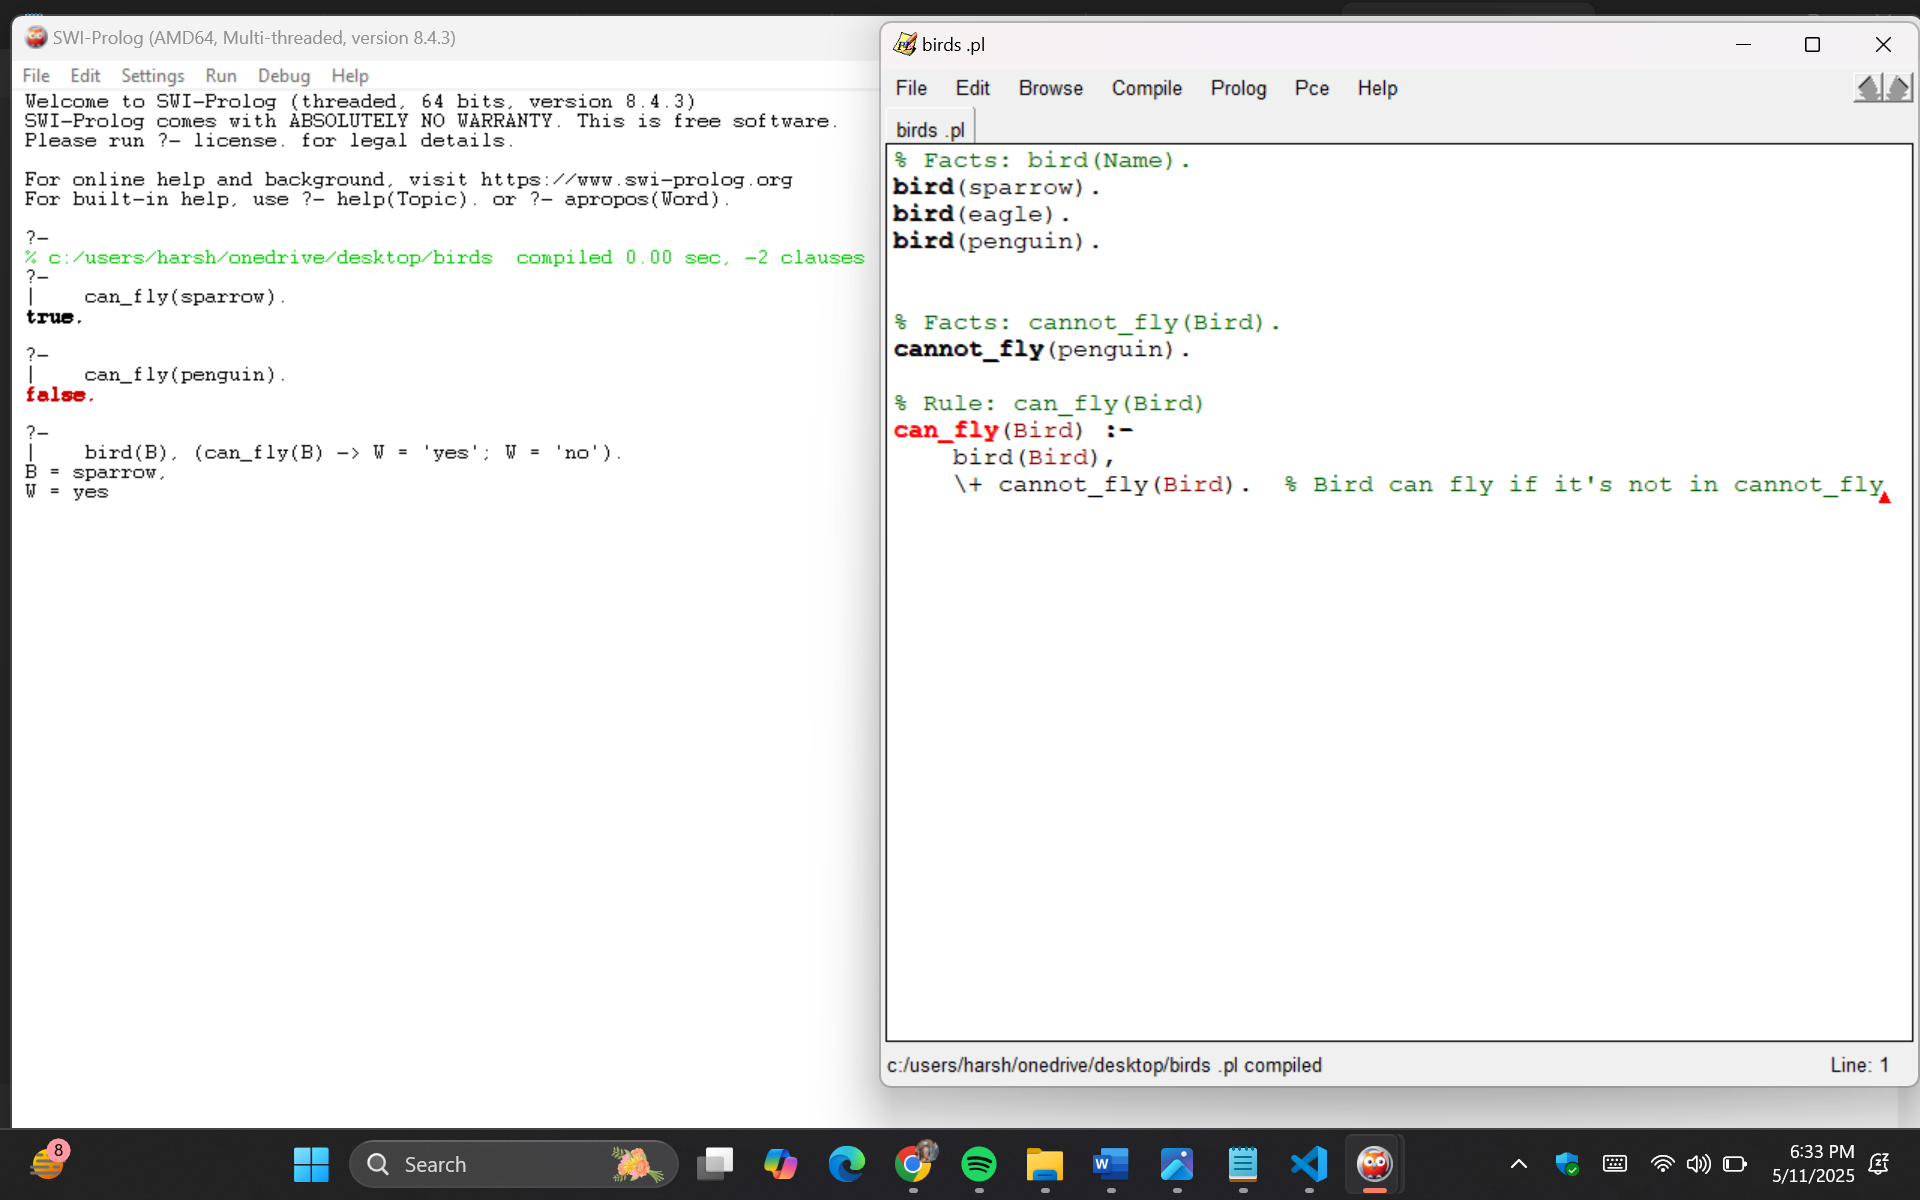 SWI-Prolog (AMD64, Multi-threaded, version 8.4.3)
File Edit Settings Run Debug Help
Welcome to SWI-Prolog (threaded, 64 bits, version 8.4.3)
SWI-Prolog comes with ABSOLUTELY NO WARRANTY. This is free software.
Please run ?- license. for legal details.
For online help and background, visit https://www.swi-prolog.org
For built-in help, use ?- help(Topic). or ?- apropos(Word).
?-
% c:/users/harsh/onedrive/desktop/birds  compiled 0.00 sec, -2 clauses
?-
|    can_fly(sparrow).
true.
?-
|    can_fly(penguin).
false.
?-
|    bird(B), (can_fly(B) -> W = 'yes'; W = 'no').
B = sparrow,
W = yes
birds .pl
File Edit Browse Compile Prolog Pce Help
birds .pl
% Facts: bird(Name).
bird(sparrow).
bird(eagle).
bird(penguin).
% Facts: cannot_fly(Bird).
cannot_fly(penguin).
% Rule: can_fly(Bird)
can_fly(Bird) :-
    bird(Bird),
    \+ cannot_fly(Bird).  % Bird can fly if it's not in cannot_fly
c:/users/harsh/onedrive/desktop/birds .pl compiled
Line: 1
8
Search
6:33 PM
5/11/2025